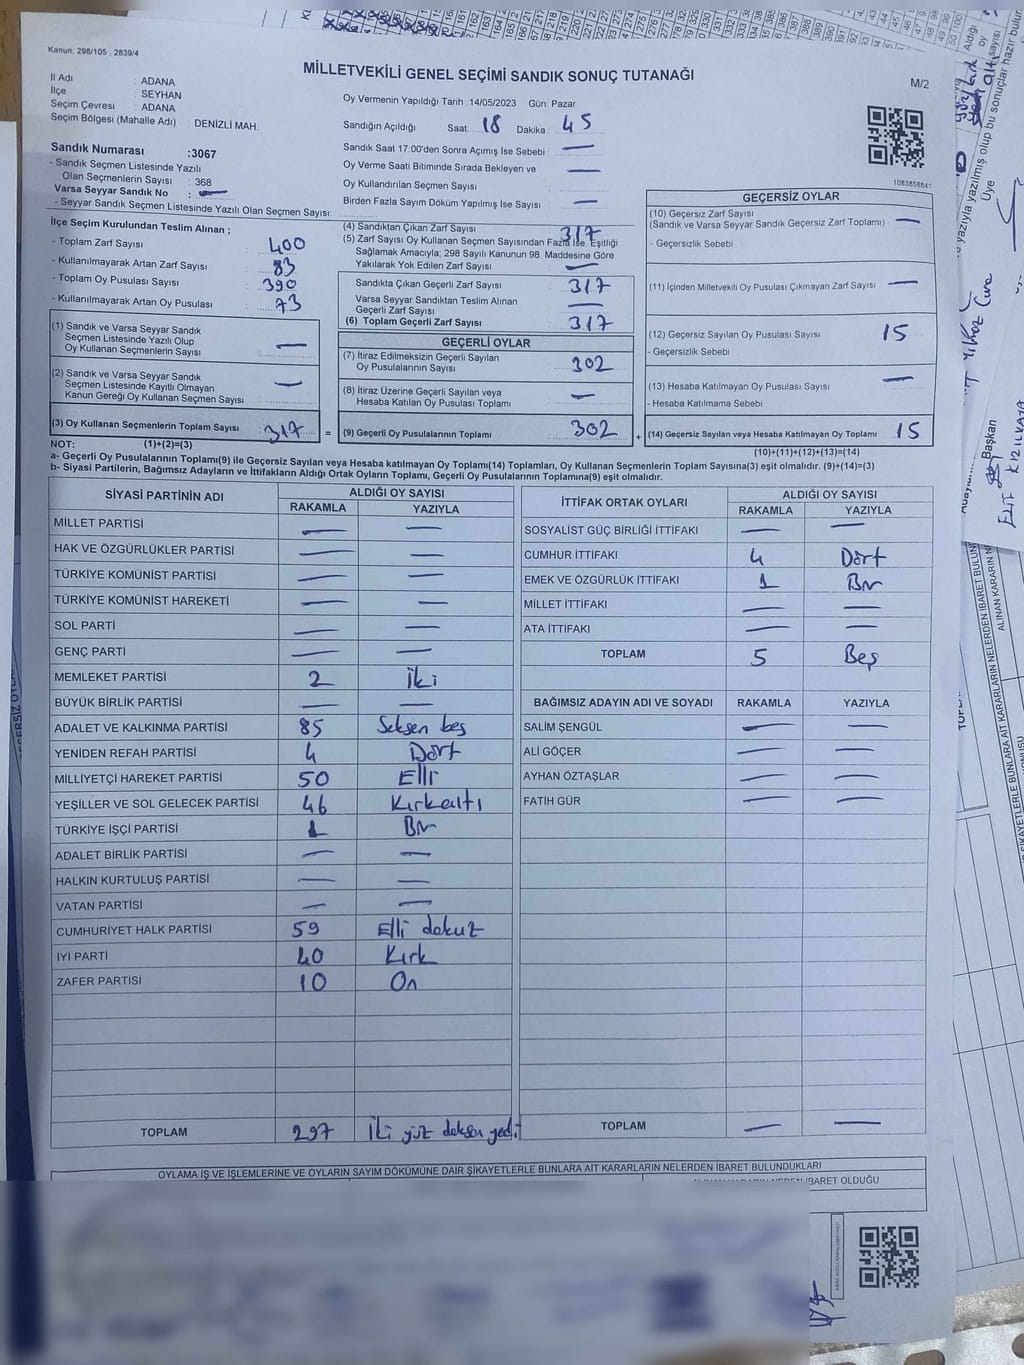 Kanun: 298/105 , 2839/4
MİLLETVEKİLİ GENEL SEÇİMİ SANDIK SONUÇ TUTANAĞI
M/2
İl Adı : ADANA
İlçe : SEYHAN
Seçim Çevresi : ADANA
Seçim Bölgesi (Mahalle Adı) : DENİZLİ MAH.
Oy Vermenin Yapıldığı Tarih : 14/05/2023 Gün: Pazar
Sandığın Açıldığı Saat: 18 Dakika: 45
Sandık Numarası :3067
- Sandık Seçmen Listesinde Yazılı
Olan Seçmenlerin Sayısı : 368
Varsa Seyyar Sandık No : —
- Seyyar Sandık Seçmen Listesinde Yazılı Olan Seçmen Sayısı:
Sandık Saat 17:00'den Sonra Açımış İse Sebebi : —
Oy Verme Saati Bitiminde Sırada Bekleyen ve —
Oy Kullandırılan Seçmen Sayısı
Birden Fazla Sayım Döküm Yapılmış İse Sayısı —
İlçe Seçim Kurulundan Teslim Alınan ;
- Toplam Zarf Sayısı : 400
- Kullanılmayarak Artan Zarf Sayısı : 83
- Toplam Oy Pusulası Sayısı : 390
- Kullanılmayarak Artan Oy Pusulası : 73
(1) Sandık ve Varsa Seyyar Sandık
Seçmen Listesinde Yazılı Olup
Oy Kullanan Seçmenlerin Sayısı : —
(2) Sandık ve Varsa Seyyar Sandık
Seçmen Listesinde Kayıtlı Olmayan
Kanun Gereği Oy Kullanan Seçmen Sayısı : —
(3) Oy Kullanan Seçmenlerin Toplam Sayısı : 317
(4) Sandıktan Çıkan Zarf Sayısı 317
(5) Zarf Sayısı Oy Kullanan Seçmen Sayısından Fazla İse, Eşitliği
Sağlamak Amacıyla; 298 Sayılı Kanunun 98. Maddesine Göre
Yakılarak Yok Edilen Zarf Sayısı : —
Sandıkta Çıkan Geçerli Zarf Sayısı : 317
Varsa Seyyar Sandıktan Teslim Alınan
Geçerli Zarf Sayısı : —
(6) Toplam Geçerli Zarf Sayısı : 317
GEÇERLİ OYLAR
(7) İtiraz Edilmeksizin Geçerli Sayılan
Oy Pusulalarının Sayısı : 302
(8) İtiraz Üzerine Geçerli Sayılan veya
Hesaba Katılan Oy Pusulası Toplamı —
= (9) Geçerli Oy Pusulalarının Toplamı : 302
GEÇERSİZ OYLAR
(10) Geçersiz Zarf Sayısı
(Sandık ve Varsa Seyyar Sandık Geçersiz Zarf Toplamı) : —
- Geçersizlik Sebebi
(11) İçinden Milletvekili Oy Pusulası Çıkmayan Zarf Sayısı : —
(12) Geçersiz Sayılan Oy Pusulası Sayısı : 15
- Geçersizlik Sebebi
(13) Hesaba Katılmayan Oy Pusulası Sayısı : —
- Hesaba Katılmama Sebebi
+ (14) Geçersiz Sayılan veya Hesaba Katılmayan Oy Toplamı : 15
NOT: (1)+(2)=(3)
(10)+(11)+(12)+(13)=(14)
a- Geçerli Oy Pusulalarının Toplamı(9) ile Geçersiz Sayılan veya Hesaba katılmayan Oy Toplamı(14) Toplamları, Oy Kullanan Seçmenlerin Toplam Sayısına(3) eşit olmalıdır. (9)+(14)=(3)
b- Siyasi Partilerin, Bağımsız Adayların ve İttifakların Aldığı Ortak Oyların Toplamı, Geçerli Oy Pusulalarının Toplamına(9) eşit olmalıdır.
SİYASİ PARTİNİN ADI ALDIĞI OY SAYISI
RAKAMLA YAZIYLA
MİLLET PARTİSİ — —
HAK VE ÖZGÜRLÜKLER PARTİSİ — —
TÜRKİYE KOMÜNİST PARTİSİ — —
TÜRKİYE KOMÜNİST HAREKETİ — —
SOL PARTİ — —
GENÇ PARTİ — —
MEMLEKET PARTİSİ 2 İki
BÜYÜK BİRLİK PARTİSİ — —
ADALET VE KALKINMA PARTİSİ 85 Seksen beş
YENİDEN REFAH PARTİSİ 4 Dört
MİLLİYETÇİ HAREKET PARTİSİ 50 Elli
YEŞİLLER VE SOL GELECEK PARTİSİ 46 Kırkaltı
TÜRKİYE İŞÇİ PARTİSİ 1 Bir
ADALET BİRLİK PARTİSİ — —
HALKIN KURTULUŞ PARTİSİ — —
VATAN PARTİSİ — —
CUMHURİYET HALK PARTİSİ 59 Elli dokuz
İYİ PARTİ 40 Kırk
ZAFER PARTİSİ 10 On
TOPLAM 297 İki yüz doksan yedi
İTTİFAK ORTAK OYLARI ALDIĞI OY SAYISI
RAKAMLA YAZIYLA
SOSYALİST GÜÇ BİRLİĞİ İTTİFAKI — —
CUMHUR İTTİFAKI 4 Dört
EMEK VE ÖZGÜRLÜK İTTİFAKI 1 Bir
MİLLET İTTİFAKI — —
ATA İTTİFAKI — —
TOPLAM 5 Beş
BAĞIMSIZ ADAYIN ADI VE SOYADI RAKAMLA YAZIYLA
SALİM ŞENGÜL — —
ALİ GÖÇER — —
AYHAN ÖZTAŞLAR — —
FATİH GÜR — —
TOPLAM — —
OYLAMA İŞ VE İŞLEMLERİNE VE OYLARIN SAYIM DÖKÜMÜNE DAİR ŞİKAYETLERLE BUNLARA AİT KARARLARIN NELERDEN İBARET BULUNDUKLARI
İBARET OLDUĞU
Başkan
Üye